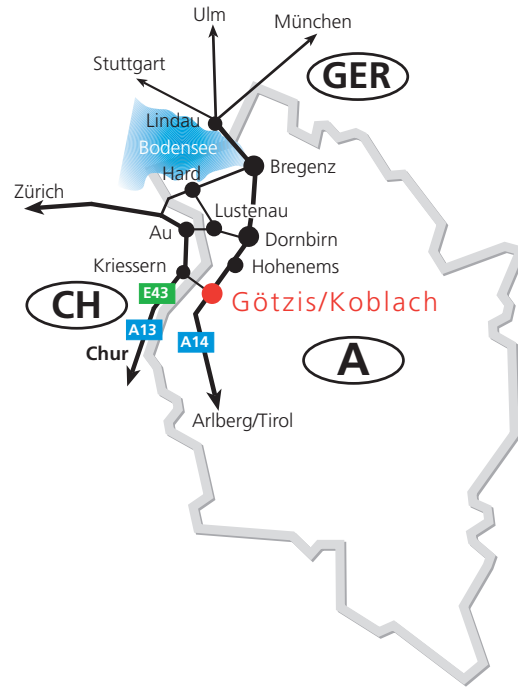 Ulm
München
Stuttgart
GER
Lindau
Bodensee
Bregenz
Hard
Zürich
Lustenau
Au
Dornbirn
Kriessern
Hohenems
E43
Götzis/Koblach
CH
A13
A14
Chur
A
Arlberg/Tirol